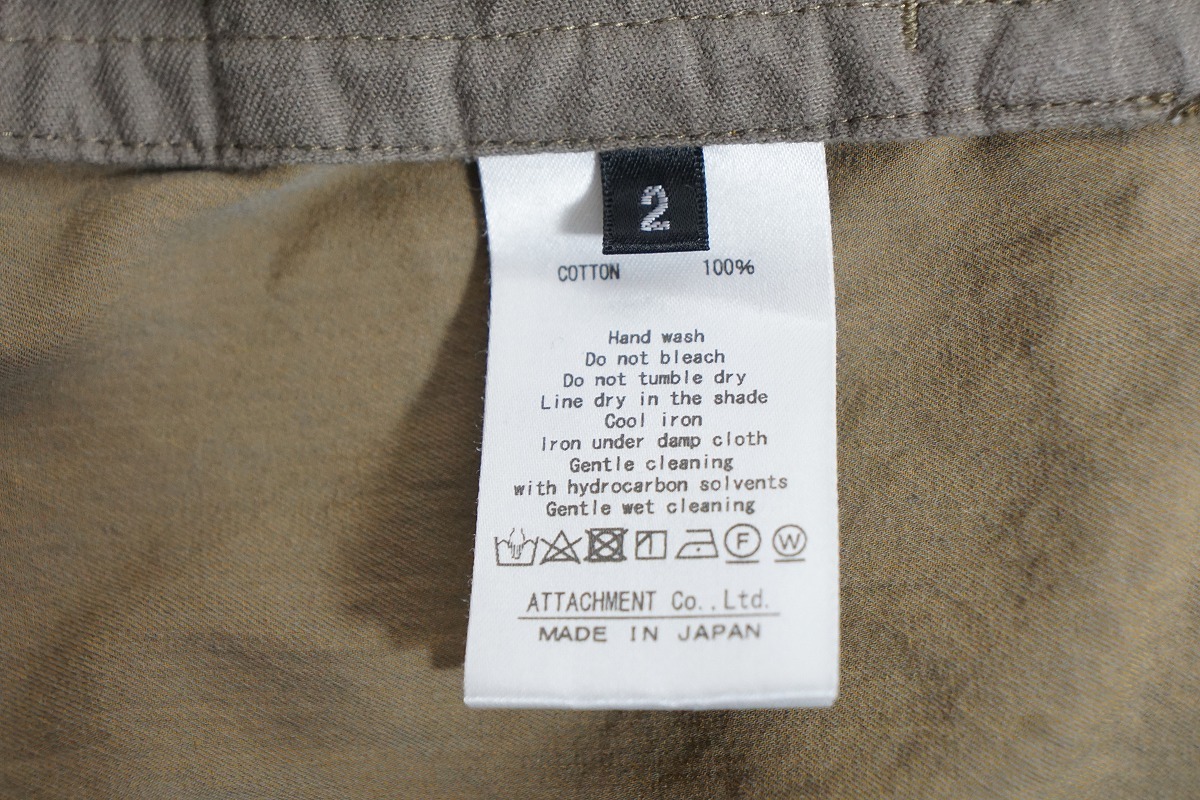 2
COTTON 100%
Hand wash
Do not bleach
Do not tumble dry
Line dry in the shade
Cool iron
Iron under damp cloth
Gentle cleaning
with hydrocarbon solvents
Gentle wet cleaning
F W
ATTACHMENT Co.,Ltd.
MADE IN JAPAN